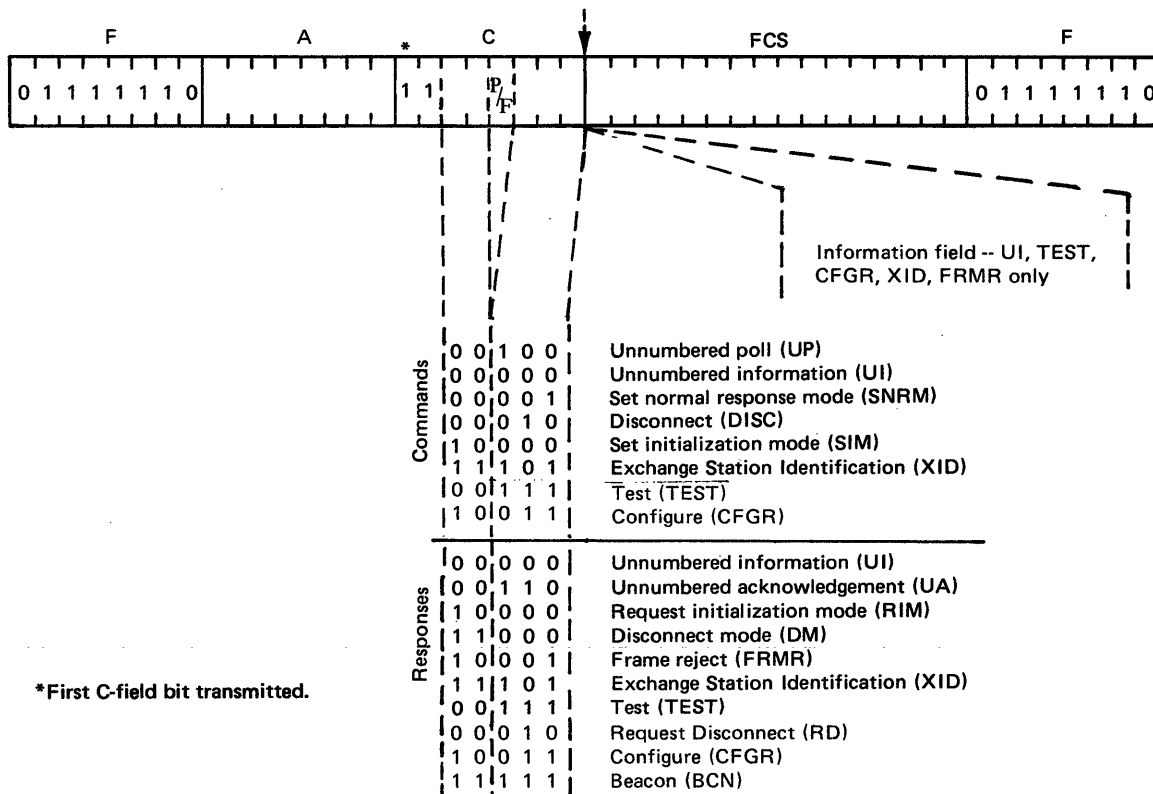 F A * C FCS F
0 1 1 1 1 1 1 0 1 1 P/F 0 1 1 1 1 1 1 0
Information field -- UI, TEST,
CFGR, XID, FRMR only
Commands
0 0 1 0 0 Unnumbered poll (UP)
0 0 0 0 0 Unnumbered information (UI)
0 0 0 0 1 Set normal response mode (SNRM)
0 0 0 1 0 Disconnect (DISC)
1 0 0 0 0 Set initialization mode (SIM)
1 1 1 0 1 Exchange Station Identification (XID)
0 0 1 1 1 Test (TEST)
1 0 0 1 1 Configure (CFGR)
Responses
0 0 0 0 0 Unnumbered information (UI)
0 0 1 1 0 Unnumbered acknowledgement (UA)
1 0 0 0 0 Request initialization mode (RIM)
1 1 0 0 0 Disconnect mode (DM)
1 0 0 0 1 Frame reject (FRMR)
1 1 1 0 1 Exchange Station Identification (XID)
0 0 1 1 1 Test (TEST)
0 0 0 1 0 Request Disconnect (RD)
1 0 0 1 1 Configure (CFGR)
1 1 1 1 1 Beacon (BCN)
*First C-field bit transmitted.